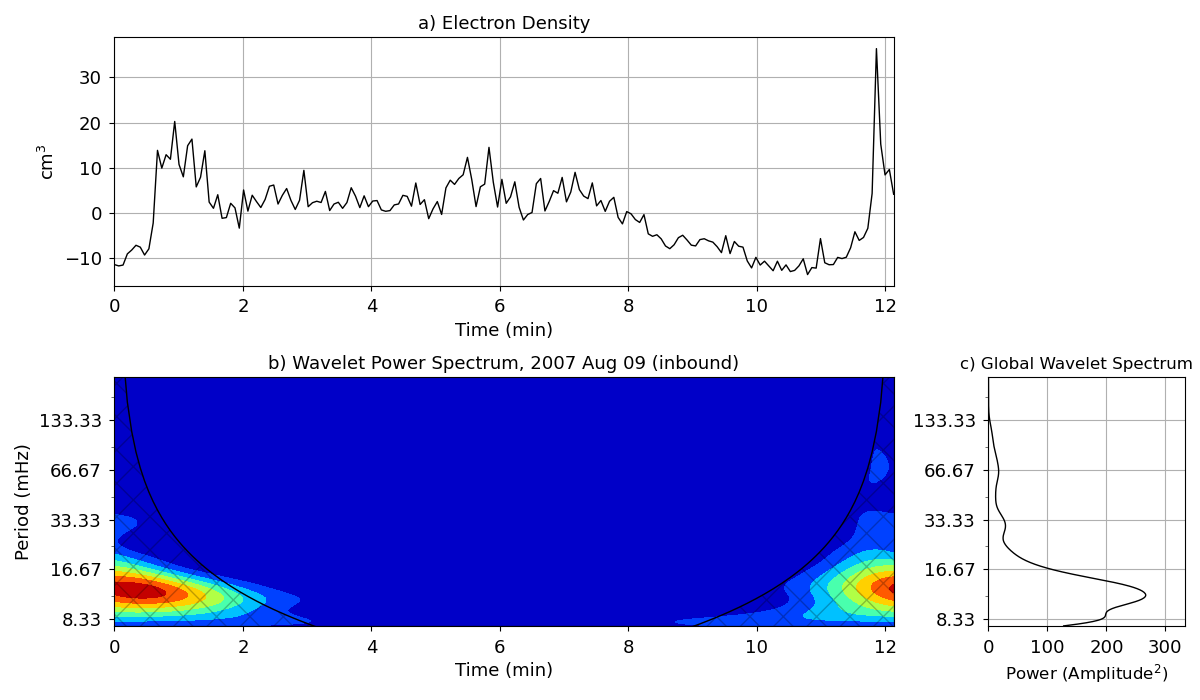 a) Electron Density
30
20
10
0
−10
cm³
0 2 4 6 8 10 12
Time (min)
b) Wavelet Power Spectrum, 2007 Aug 09 (inbound)
133.33
66.67
33.33
16.67
8.33
Period (mHz)
0 2 4 6 8 10 12
Time (min)
c) Global Wavelet Spectrum
133.33
66.67
33.33
16.67
8.33
0 100 200 300
Power (Amplitude²)